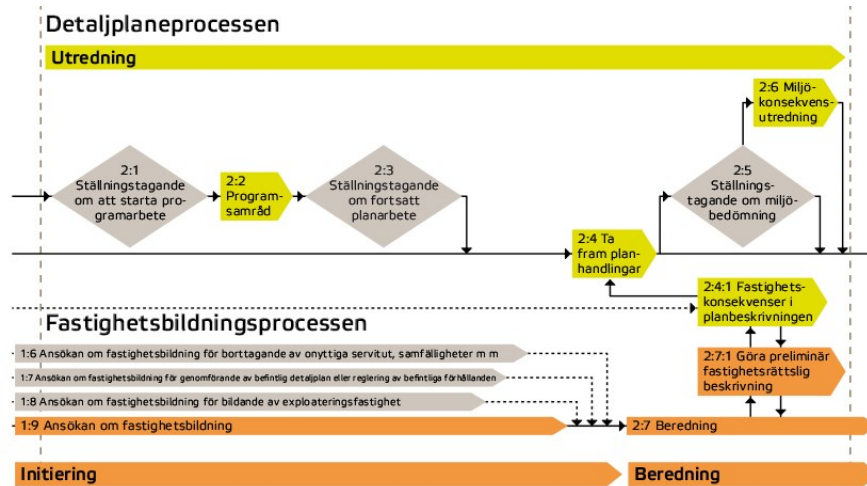 Detaljplaneprocessen
Utredning
2:6 Miljö-
konsekvens-
utredning
2:1
Ställningstagande
om att starta pro-
gramarbete
2:2
Program-
samråd
2:3
Ställningstagande
om fortsatt
planarbete
2:5
Ställnings-
tagande om miljö-
bedömning
2:4 Ta
fram plan-
handlingar
2:4:1 Fastighets-
konsekvenser i
planbeskrivningen
Fastighetsbildningsprocessen
1:6 Ansökan om fastighetsbildning för borttagande av onyttiga servitut, samfälligheter m m
1:7 Ansökan om fastighetsbildning för genomförande av befintlig detaljplan eller reglering av befintliga förhållanden
1:8 Ansökan om fastighetsbildning för bildande av exploateringsfastighet
1:9 Ansökan om fastighetsbildning
2:7:1 Göra preliminär
fastighetsrättslig
beskrivning
2:7 Beredning
Initiering
Beredning